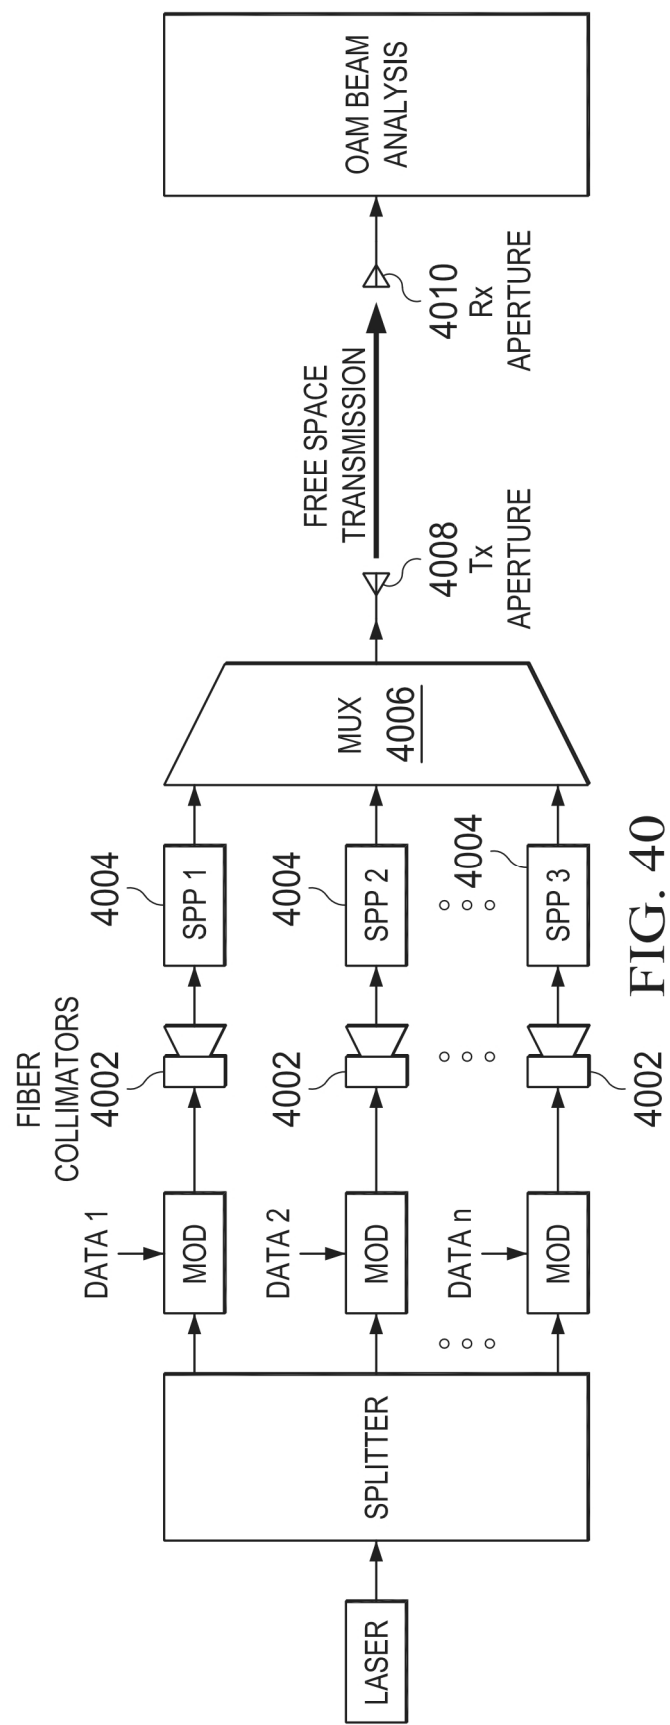 LASER
SPLITTER
DATA 1
MOD
DATA 2
MOD
DATA n
MOD
FIBER
COLLIMATORS
4002
4002
4002
4004
SPP 1
4004
SPP 2
4004
SPP 3
MUX
4006
4008
Tx
APERTURE
FREE SPACE
TRANSMISSION
4010
Rx
APERTURE
OAM BEAM
ANALYSIS
FIG. 40